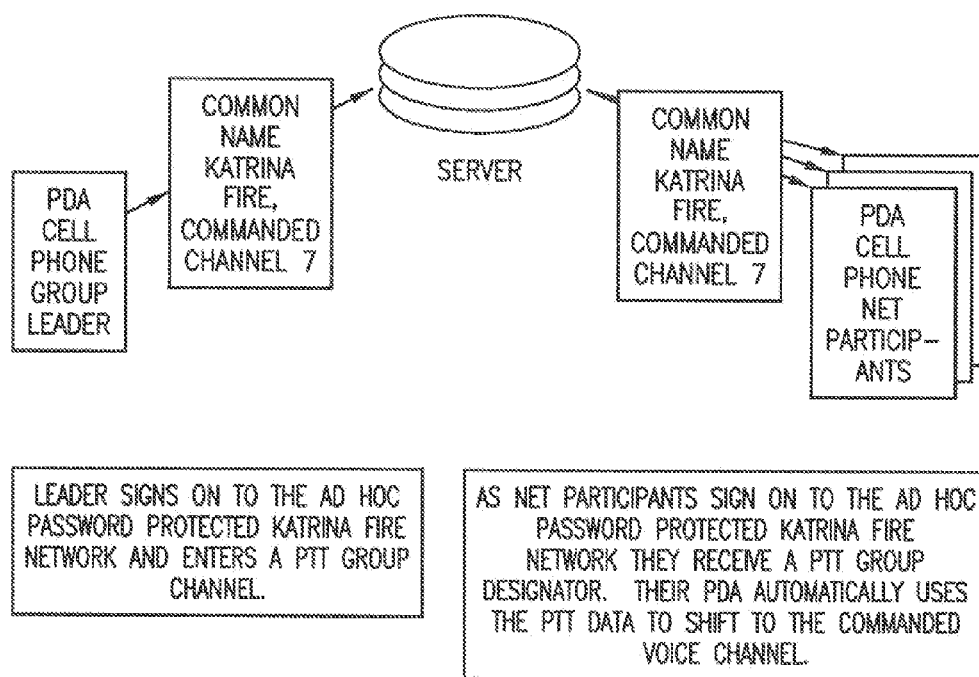 PDA
CELL
PHONE
GROUP
LEADER
COMMON
NAME
KATRINA
FIRE,
COMMANDED
CHANNEL 7
SERVER
COMMON
NAME
KATRINA
FIRE,
COMMANDED
CHANNEL 7
PDA
CELL
PHONE
NET
PARTICIP-
ANTS
LEADER SIGNS ON TO THE AD HOC
PASSWORD PROTECTED KATRINA FIRE
NETWORK AND ENTERS A PTT GROUP
CHANNEL.
AS NET PARTICIPANTS SIGN ON TO THE AD HOC
PASSWORD PROTECTED KATRINA FIRE
NETWORK THEY RECEIVE A PTT GROUP
DESIGNATOR. THEIR PDA AUTOMATICALLY USES
THE PTT DATA TO SHIFT TO THE COMMANDED
VOICE CHANNEL.